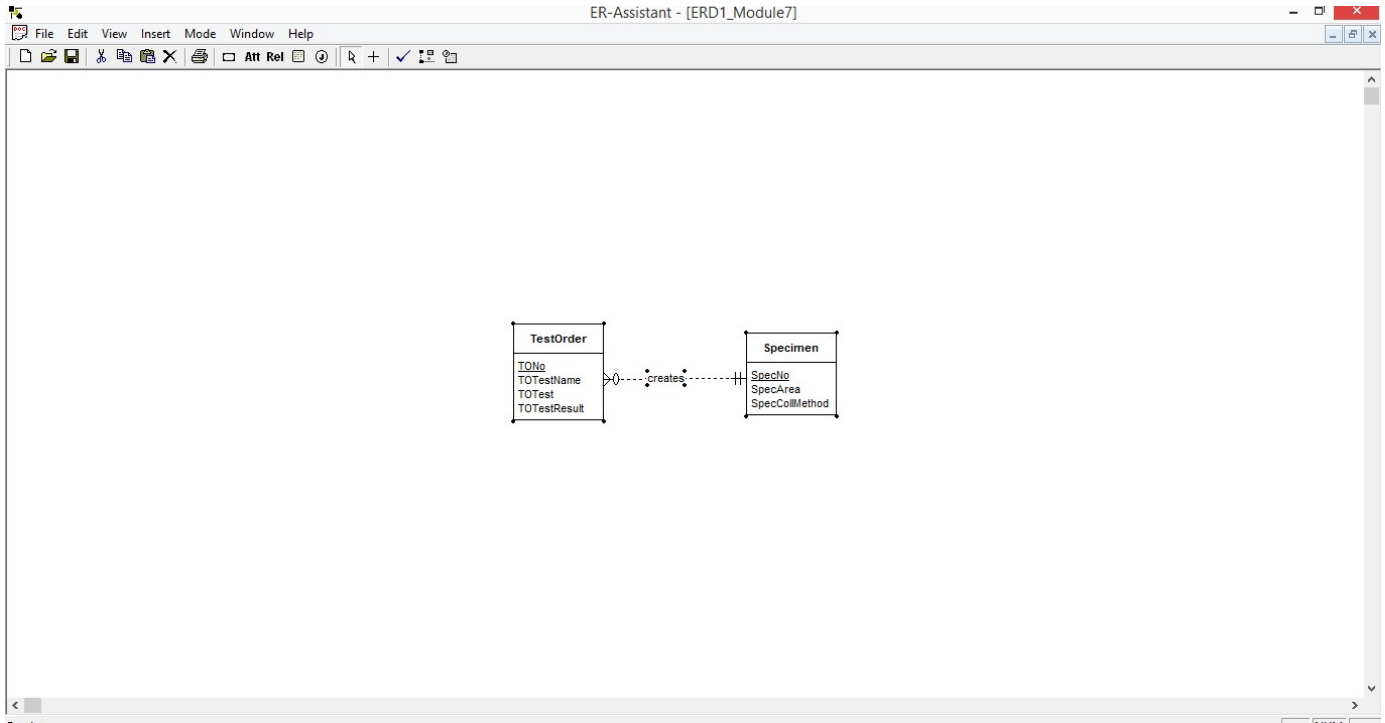 ER-Assistant - [ERD1_Module7]
File Edit View Insert Mode Window Help
Att Rel
TestOrder
TONo
TOTestName
TOTest
TOTestResult
creates
Specimen
SpecNo
SpecArea
SpecCollMethod